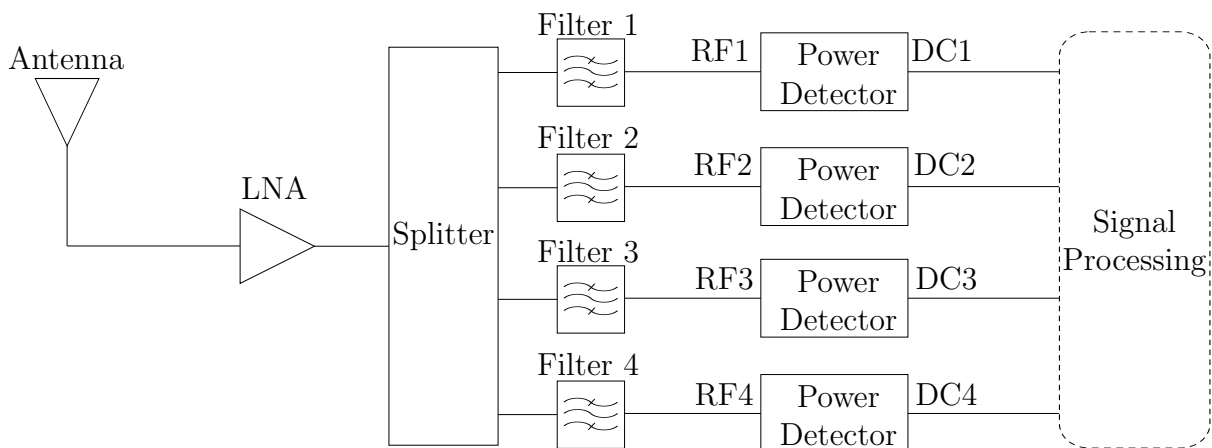 Antenna
LNA
Splitter
Filter 1
RF1
Power
Detector
DC1
Filter 2
RF2
Power
Detector
DC2
Filter 3
RF3
Power
Detector
DC3
Filter 4
RF4
Power
Detector
DC4
Signal
Processing